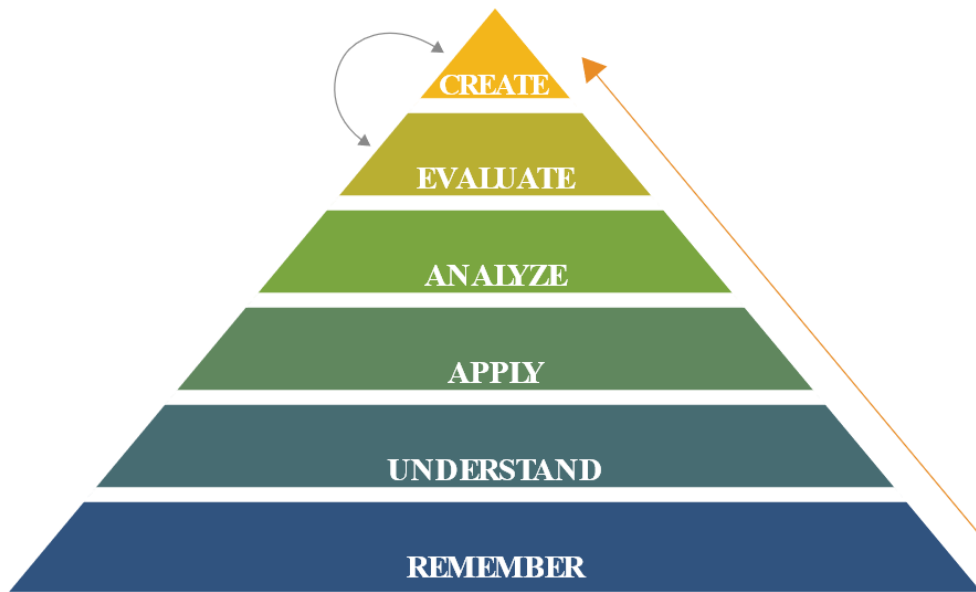 CREATE
EVALUATE
ANALYZE
APPLY
UNDERSTAND
REMEMBER